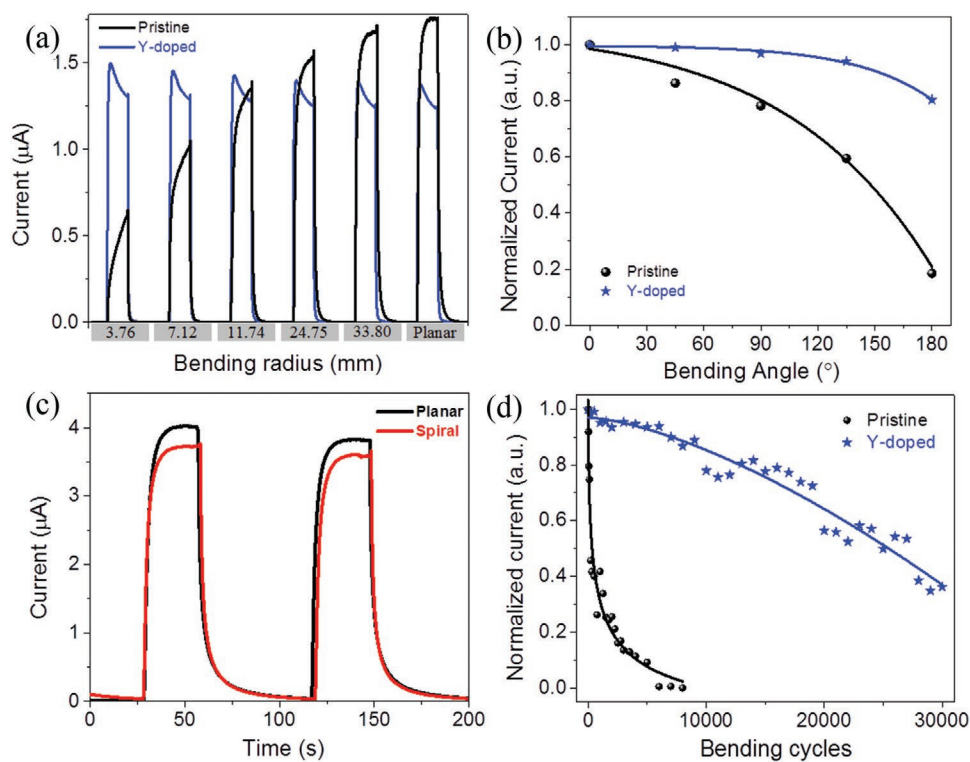 (a)
Pristine
Y-doped
1.5
1.0
0.5
0.0
Current (μA)
3.76 7.12 11.74 24.75 33.80 Planar
Bending radius (mm)
(b)
1.0
0.8
0.6
0.4
0.2
0.0
Normalized Current (a.u.)
Pristine
Y-doped
0 30 60 90 120 150 180
Bending Angle (°)
(c)
Planar
Spiral
4
3
2
1
0
Current (μA)
0 50 100 150 200
Time (s)
(d)
Pristine
Y-doped
1.0
0.8
0.6
0.4
0.2
0.0
Normalized current (a.u.)
0 10000 20000 30000
Bending cycles